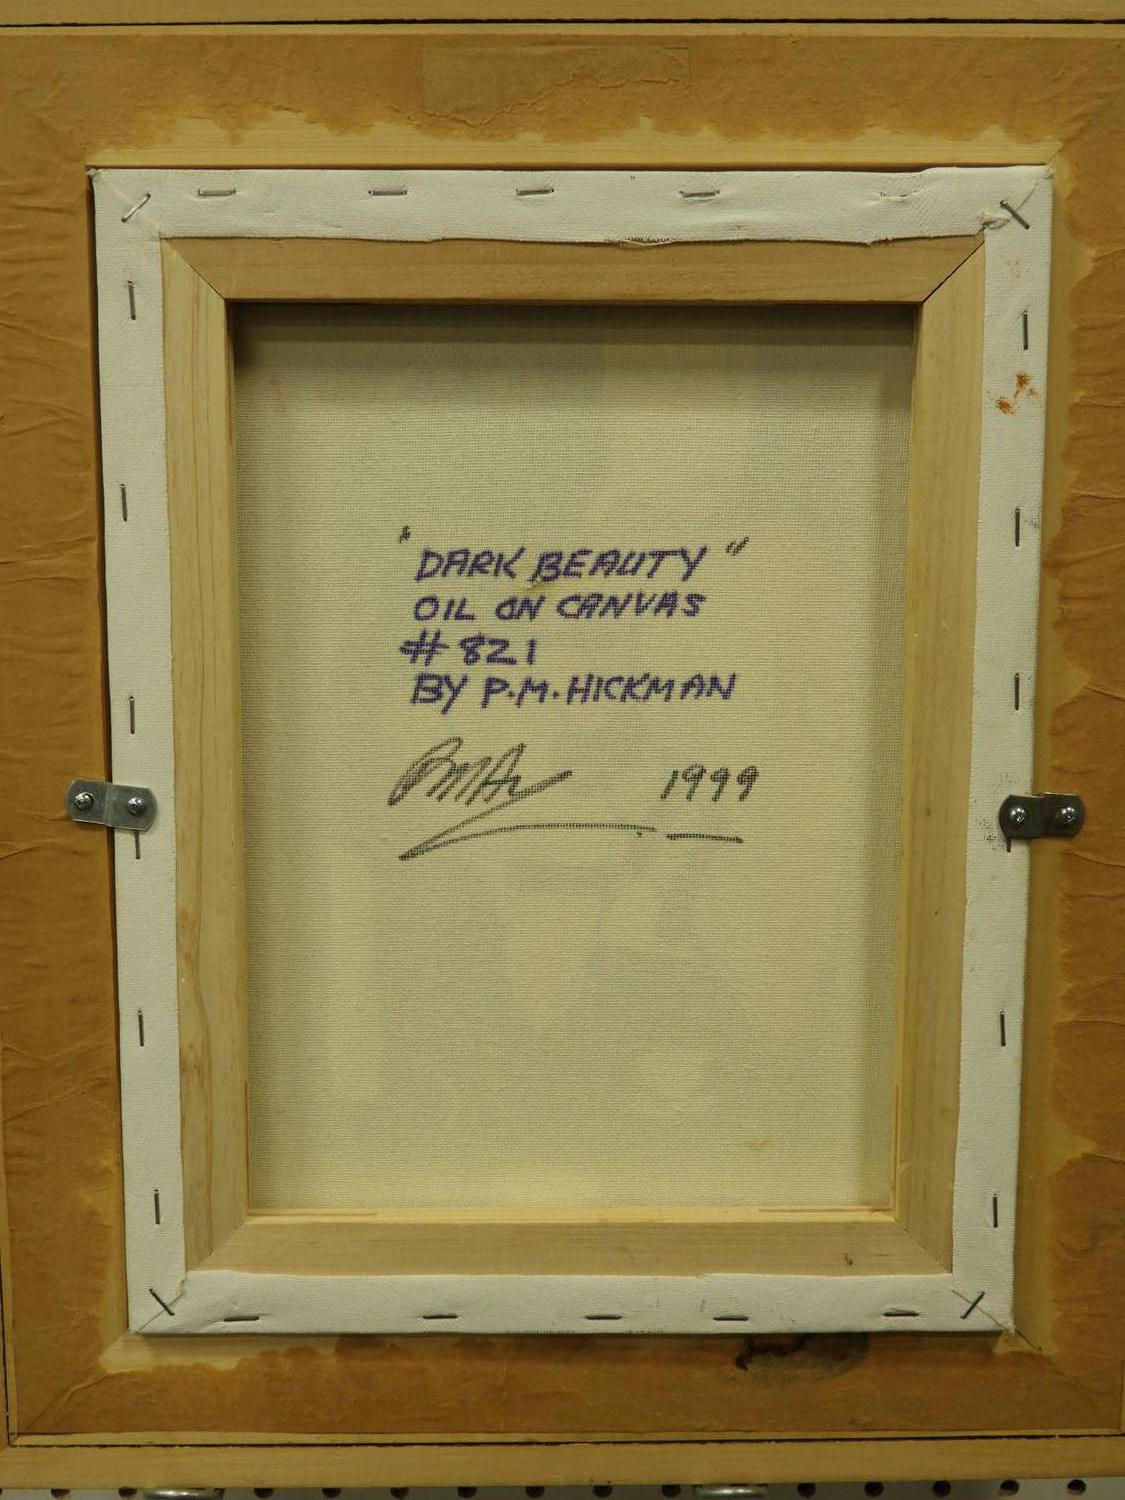 "DARK BEAUTY"
OIL ON CANVAS
# 821
BY P.M. HICKMAN
1999